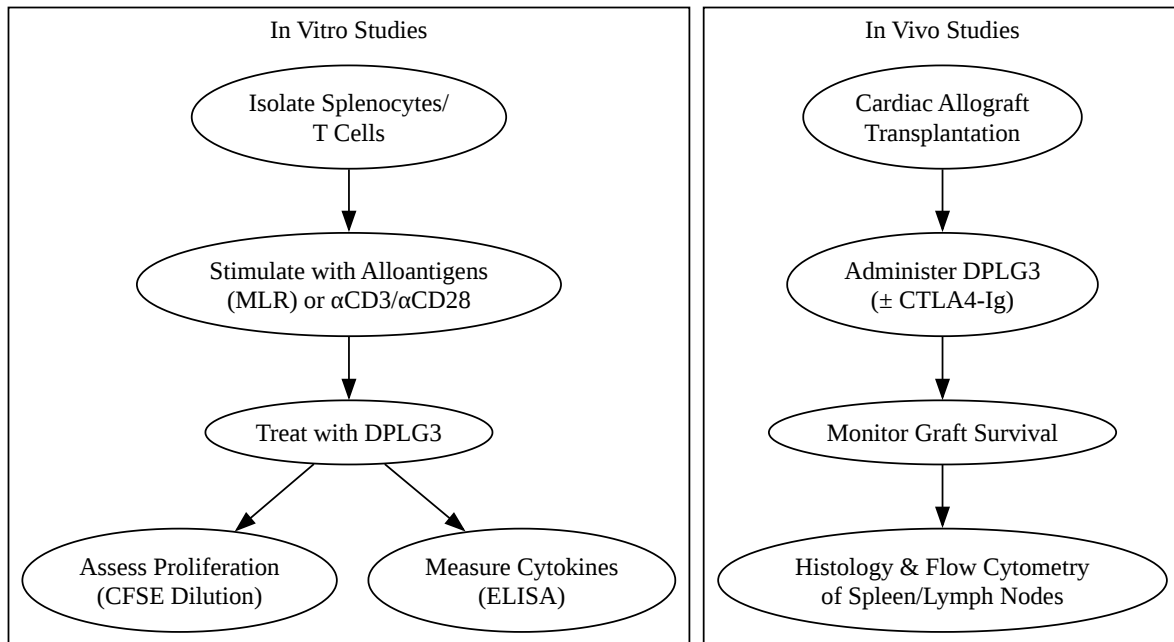 In Vitro Studies
Isolate Splenocytes/
T Cells
Stimulate with Alloantigens
(MLR) or αCD3/αCD28
Treat with DPLG3
Assess Proliferation
(CFSE Dilution)
Measure Cytokines
(ELISA)
In Vivo Studies
Cardiac Allograft
Transplantation
Administer DPLG3
(± CTLA4-Ig)
Monitor Graft Survival
Histology & Flow Cytometry
of Spleen/Lymph Nodes